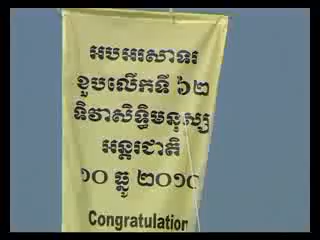 អបអរសាទរ
ខួបលើកទី ៦២
ទិវាសិទ្ធិមនុស្ស
អន្តរជាតិ
១០ ធ្នូ ២០១០
Congratulation